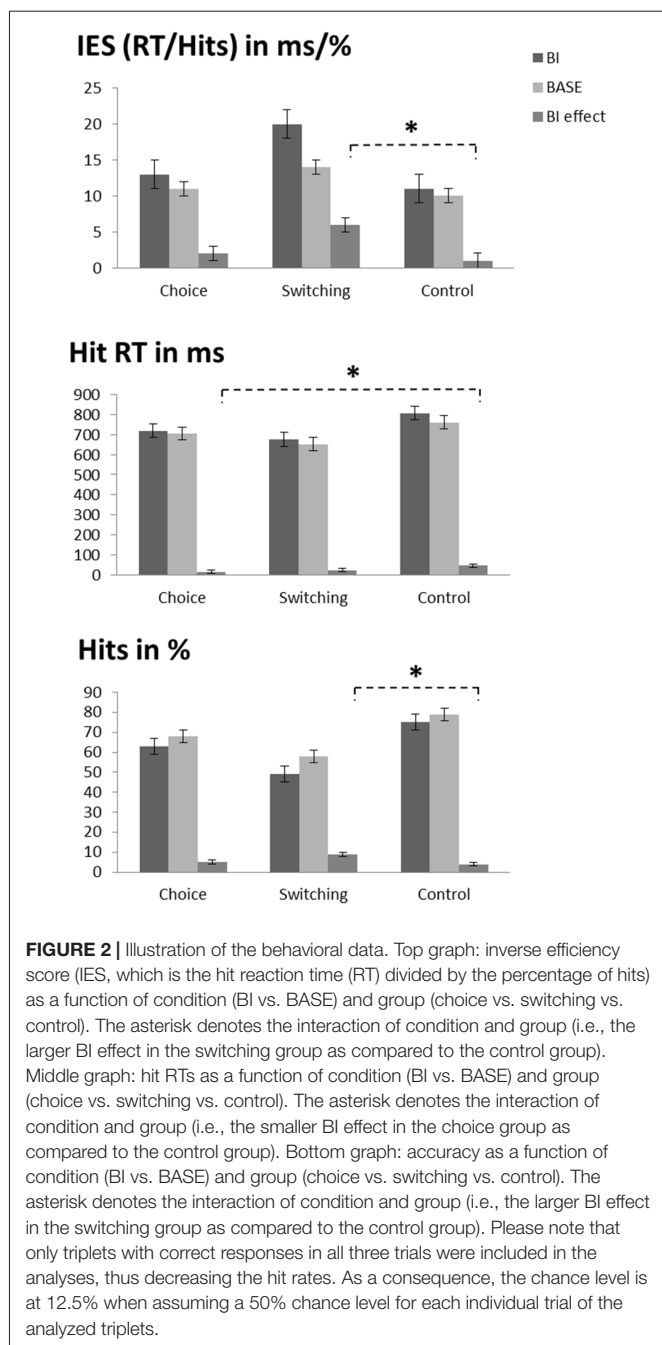 IES (RT/Hits) in ms/%
BI
BASE
BI effect
25
20
15
10
5
0
*
Choice
Switching
Control
Hit RT in ms
900
800
700
600
500
400
300
200
100
0
*
Choice
Switching
Control
Hits in %
90
80
70
60
50
40
30
20
10
0
*
Choice
Switching
Control
FIGURE 2 | Illustration of the behavioral data. Top graph: inverse efficiency
score (IES, which is the hit reaction time (RT) divided by the percentage of hits)
as a function of condition (BI vs. BASE) and group (choice vs. switching vs.
control). The asterisk denotes the interaction of condition and group (i.e., the
larger BI effect in the switching group as compared to the control group).
Middle graph: hit RTs as a function of condition (BI vs. BASE) and group
(choice vs. switching vs. control). The asterisk denotes the interaction of
condition and group (i.e., the smaller BI effect in the choice group as
compared to the control group). Bottom graph: accuracy as a function of
condition (BI vs. BASE) and group (choice vs. switching vs. control). The
asterisk denotes the interaction of condition and group (i.e., the larger BI effect
in the switching group as compared to the control group). Please note that
only triplets with correct responses in all three trials were included in the
analyses, thus decreasing the hit rates. As a consequence, the chance level is
at 12.5% when assuming a 50% chance level for each individual trial of the
analyzed triplets.